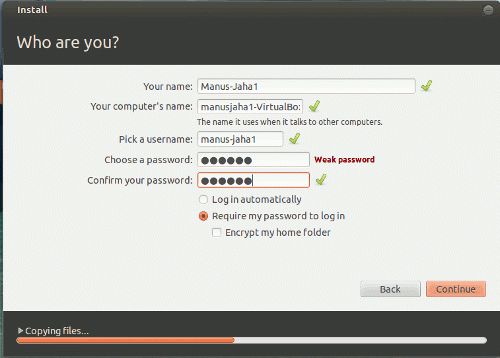 Install
Who are you?
Your name: Manus-Jaha1
Your computer's name: manusjaha1-VirtualBo
The name it uses when it talks to other computers.
Pick a username: manus-jaha1
Choose a password: ●●●●●● Weak password
Confirm your password: ●●●●●●
Log in automatically
Require my password to log in
Encrypt my home folder
Back Continue
Copying files...